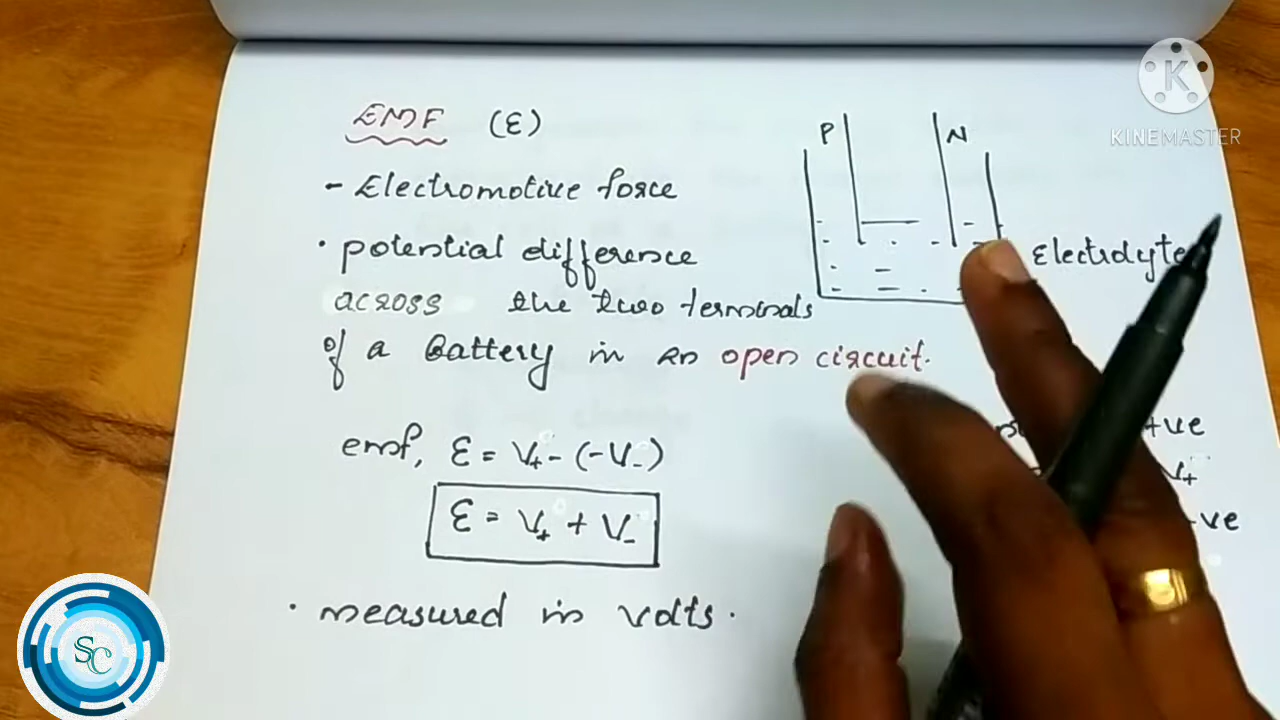 EMF (ε)
- Electromotive force
• potential difference
across the two terminals
of a Battery in an open circuit.
emf, ε = V₊ - (-V₋)
ε = V₊ + V₋
• measured in volts.
P N
Electrolyte
+ve
V₊
-ve
KINEMASTER
K
SC